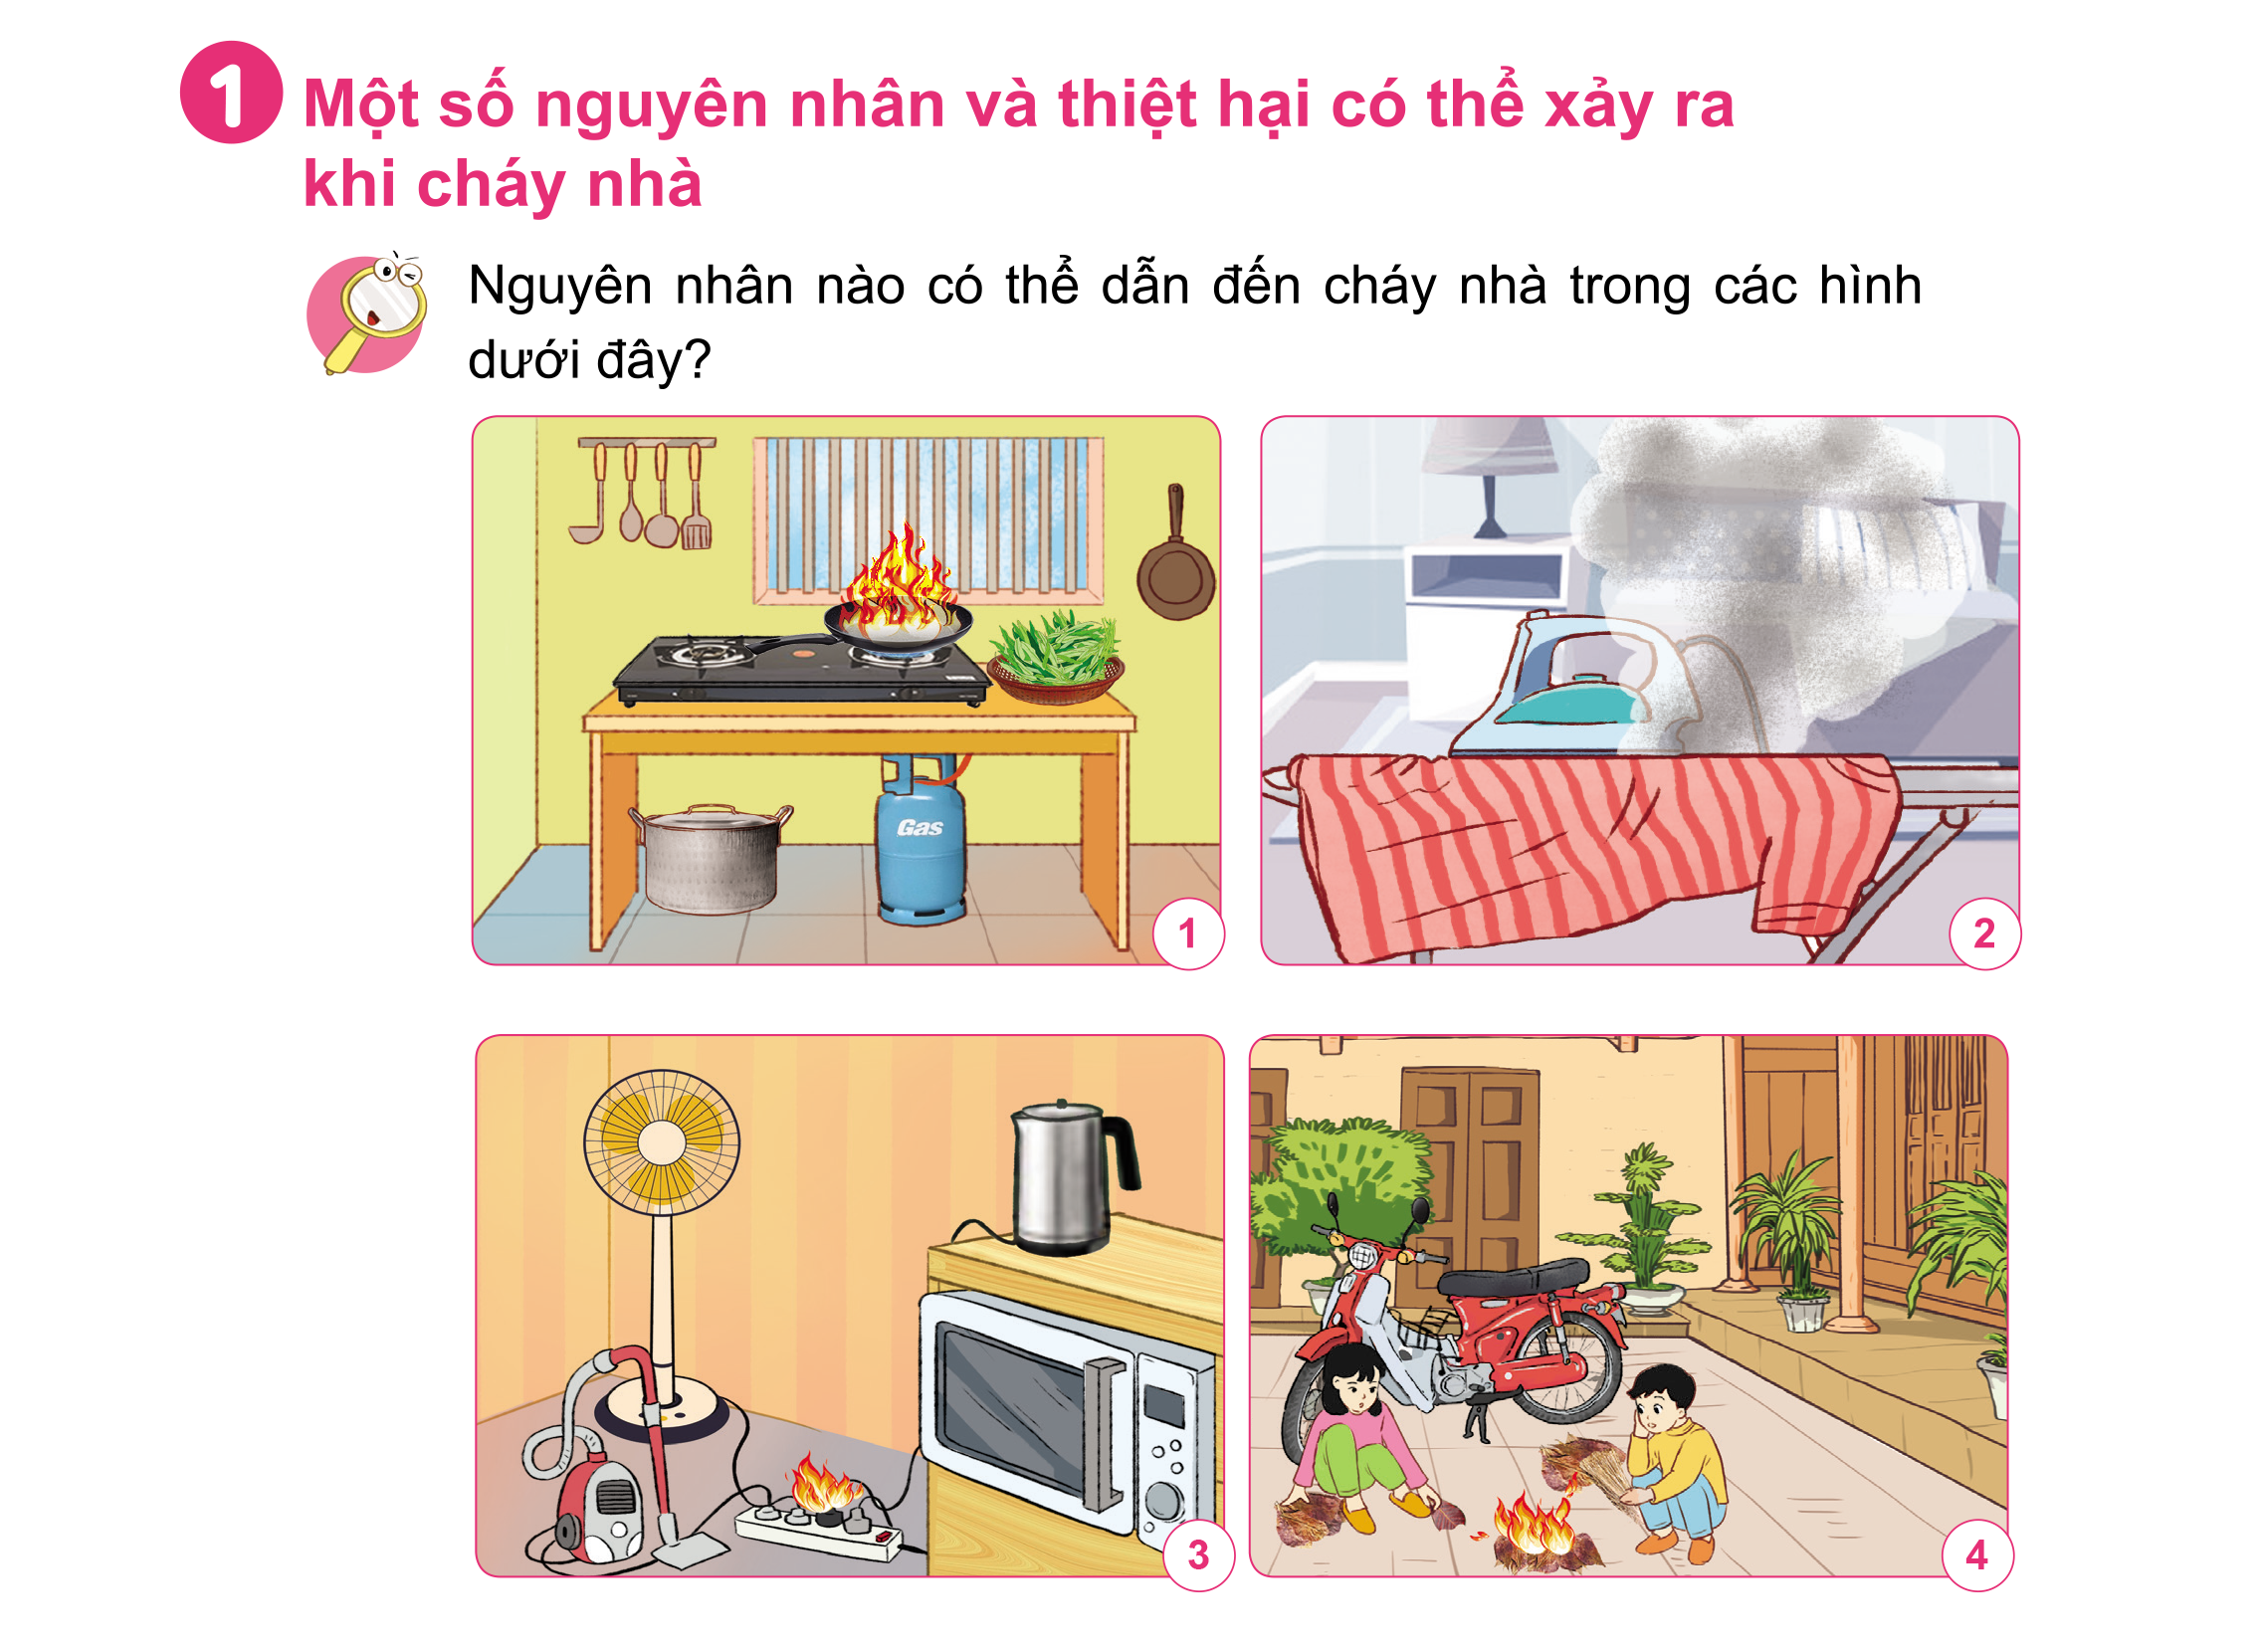 1 Một số nguyên nhân và thiệt hại có thể xảy ra
khi cháy nhà
Nguyên nhân nào có thể dẫn đến cháy nhà trong các hình
dưới đây?
Gas
1
2
3
4